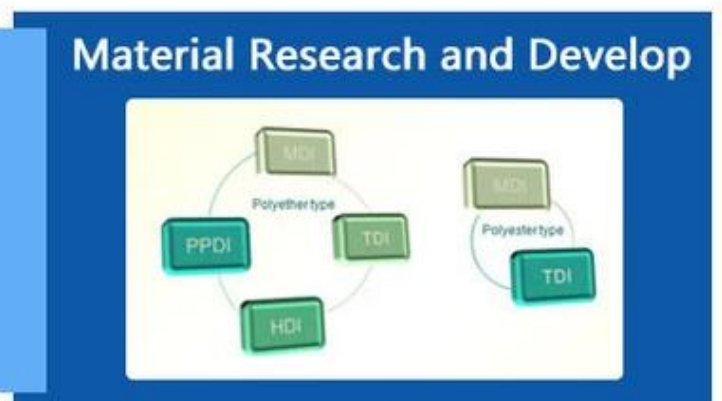 Material Research and Develop
MDI
Polyether type
PPDI
TDI
HDI
MDI
Polyester type
TDI